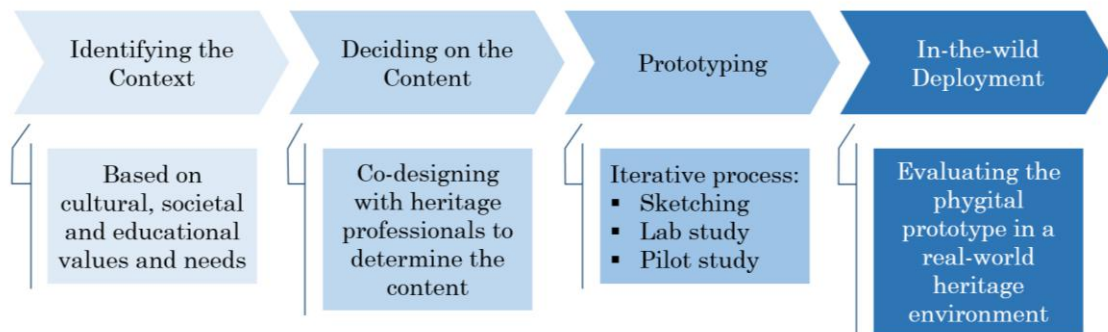 Identifying the
Context
Deciding on the
Content
Prototyping
In-the-wild
Deployment
Based on
cultural, societal
and educational
values and needs
Co-designing
with heritage
professionals to
determine the
content
Iterative process:
▪ Sketching
▪ Lab study
▪ Pilot study
Evaluating the
phygital
prototype in a
real-world
heritage
environment